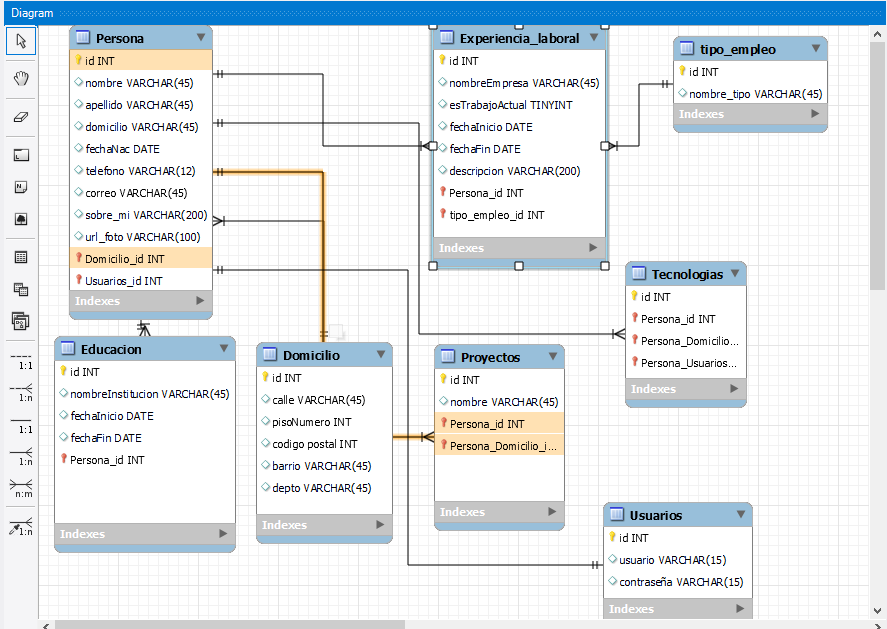 Diagram
Persona
id INT
nombre VARCHAR(45)
apellido VARCHAR(45)
domicilio VARCHAR(45)
fechaNac DATE
telefono VARCHAR(12)
correo VARCHAR(45)
sobre_mi VARCHAR(200)
url_foto VARCHAR(100)
Domicilio_id INT
Usuarios_id INT
Indexes
Experiencia_laboral
id INT
nombreEmpresa VARCHAR(45)
esTrabajoActual TINYINT
fechaInicio DATE
fechaFin DATE
descripcion VARCHAR(200)
Persona_id INT
tipo_empleo_id INT
Indexes
tipo_empleo
id INT
nombre_tipo VARCHAR(45)
Indexes
Tecnologias
id INT
Persona_id INT
Persona_Domicilio...
Persona_Usuarios...
Indexes
Educacion
id INT
nombreInstitucion VARCHAR(45)
fechaInicio DATE
fechaFin DATE
Persona_id INT
Indexes
Domicilio
id INT
calle VARCHAR(45)
pisoNumero INT
codigo postal INT
barrio VARCHAR(45)
depto VARCHAR(45)
Indexes
Proyectos
id INT
nombre VARCHAR(45)
Persona_id INT
Persona_Domicilio_i...
Indexes
Usuarios
id INT
usuario VARCHAR(15)
contraseña VARCHAR(15)
Indexes
1:1
1:n
1:1
1:n
n:m
1:n